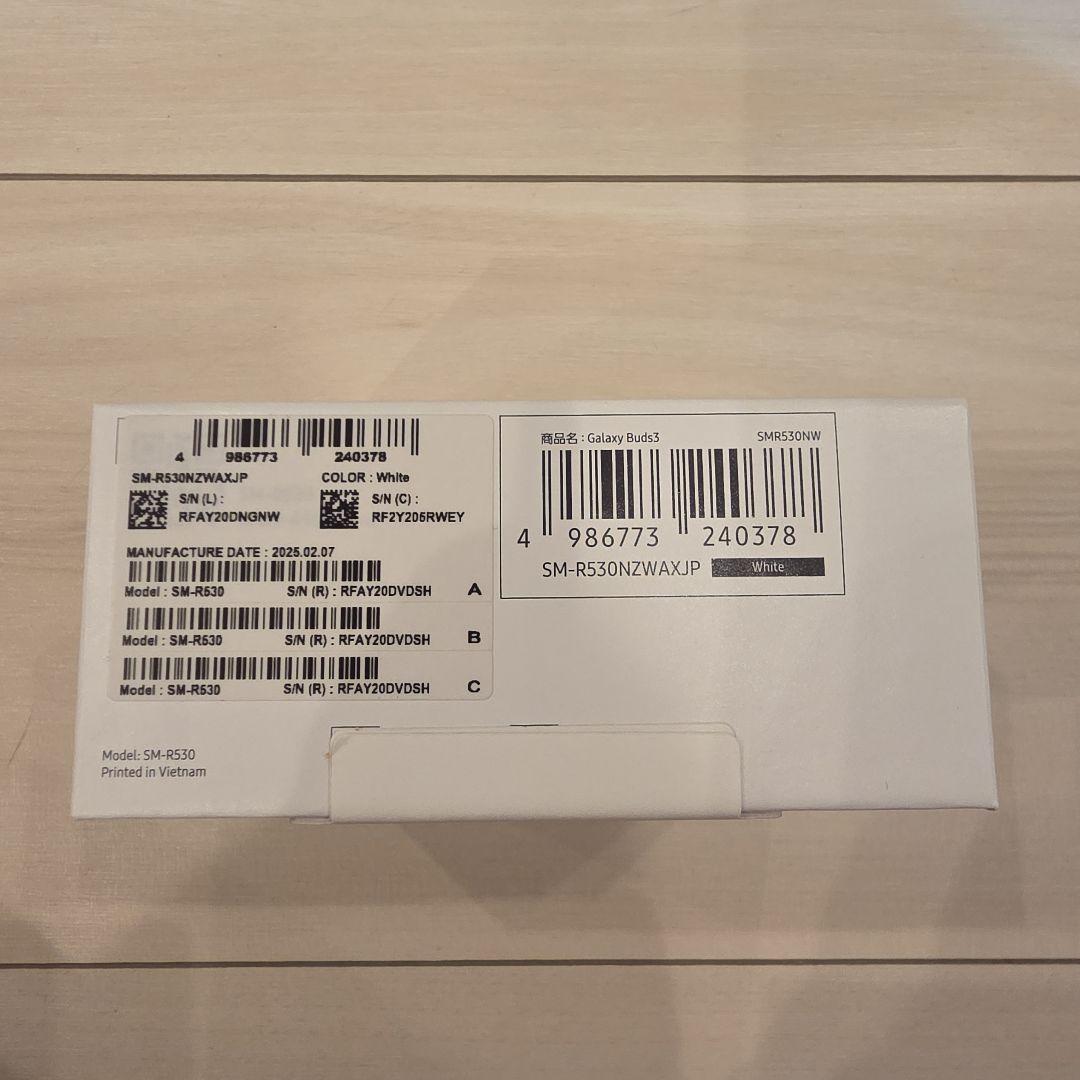 4 986773 240378
SM-R530NZWAXJP COLOR : White
S/N (L) : S/N (C) :
RFAY20DNGNW RF2Y205RWEY
MANUFACTURE DATE : 2025.02.07
Model : SM-R530 S/N (R) : RFAY20DVDSH A
Model : SM-R530 S/N (R) : RFAY20DVDSH B
Model : SM-R530 S/N (R) : RFAY20DVDSH C
商品名 : Galaxy Buds3 SMR530NW
4 986773 240378
SM-R530NZWAXJP White
Model: SM-R530
Printed in Vietnam